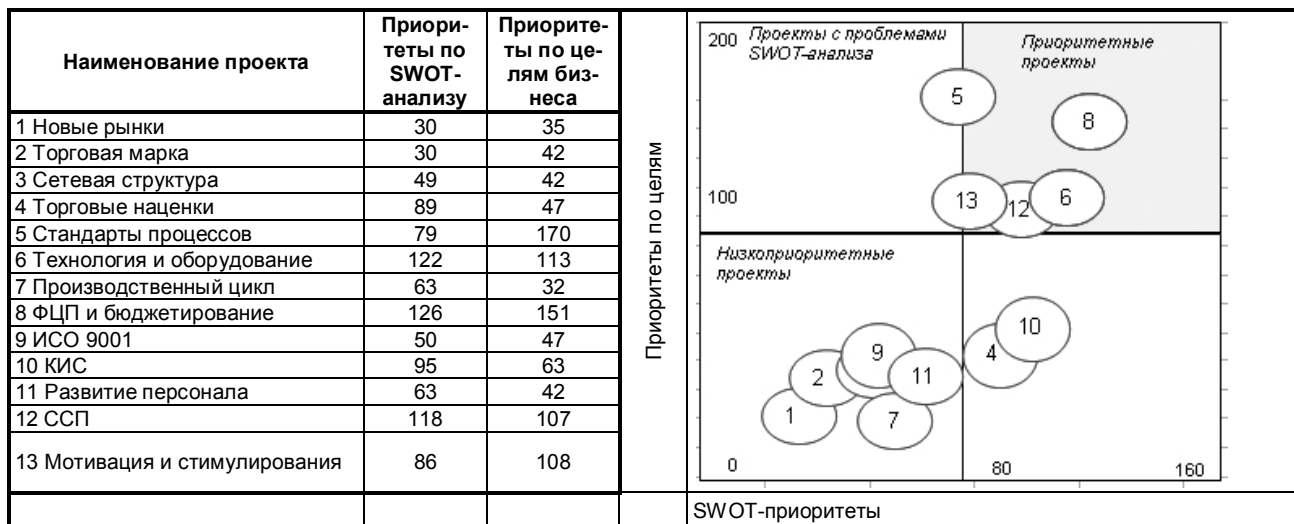 Наименование проекта
Приори-
теты по
SWOT-
анализу
Приорите-
ты по це-
лям биз-
неса
1 Новые рынки 30 35
2 Торговая марка 30 42
3 Сетевая структура 49 42
4 Торговые наценки 89 47
5 Стандарты процессов 79 170
6 Технология и оборудование 122 113
7 Производственный цикл 63 32
8 ФЦП и бюджетирование 126 151
9 ИСО 9001 50 47
10 КИС 95 63
11 Развитие персонала 63 42
12 ССП 118 107
13 Мотивация и стимулирования 86 108
Приоритеты по целям
200 Проекты с проблемами
SWOT-анализа
Приоритетные
проекты
5
8
100
13
12
6
Низкоприоритетные
проекты
10
9
4
2
11
1
7
0
80
160
SWOT-приоритеты